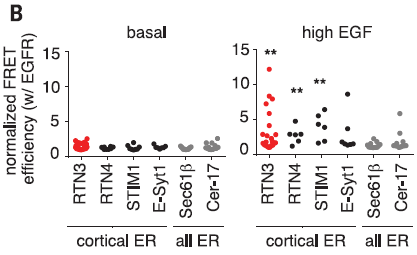 B
basal
high EGF
normalized FRET
efficiency (w/ EGFR)
15
10
5
0
RTN3
RTN4
STIM1
E-Syt1
Sec61β
Cer-17
cortical ER
all ER
15
10
5
0
**
**
**
RTN3
RTN4
STIM1
E-Syt1
Sec61β
Cer-17
cortical ER
all ER